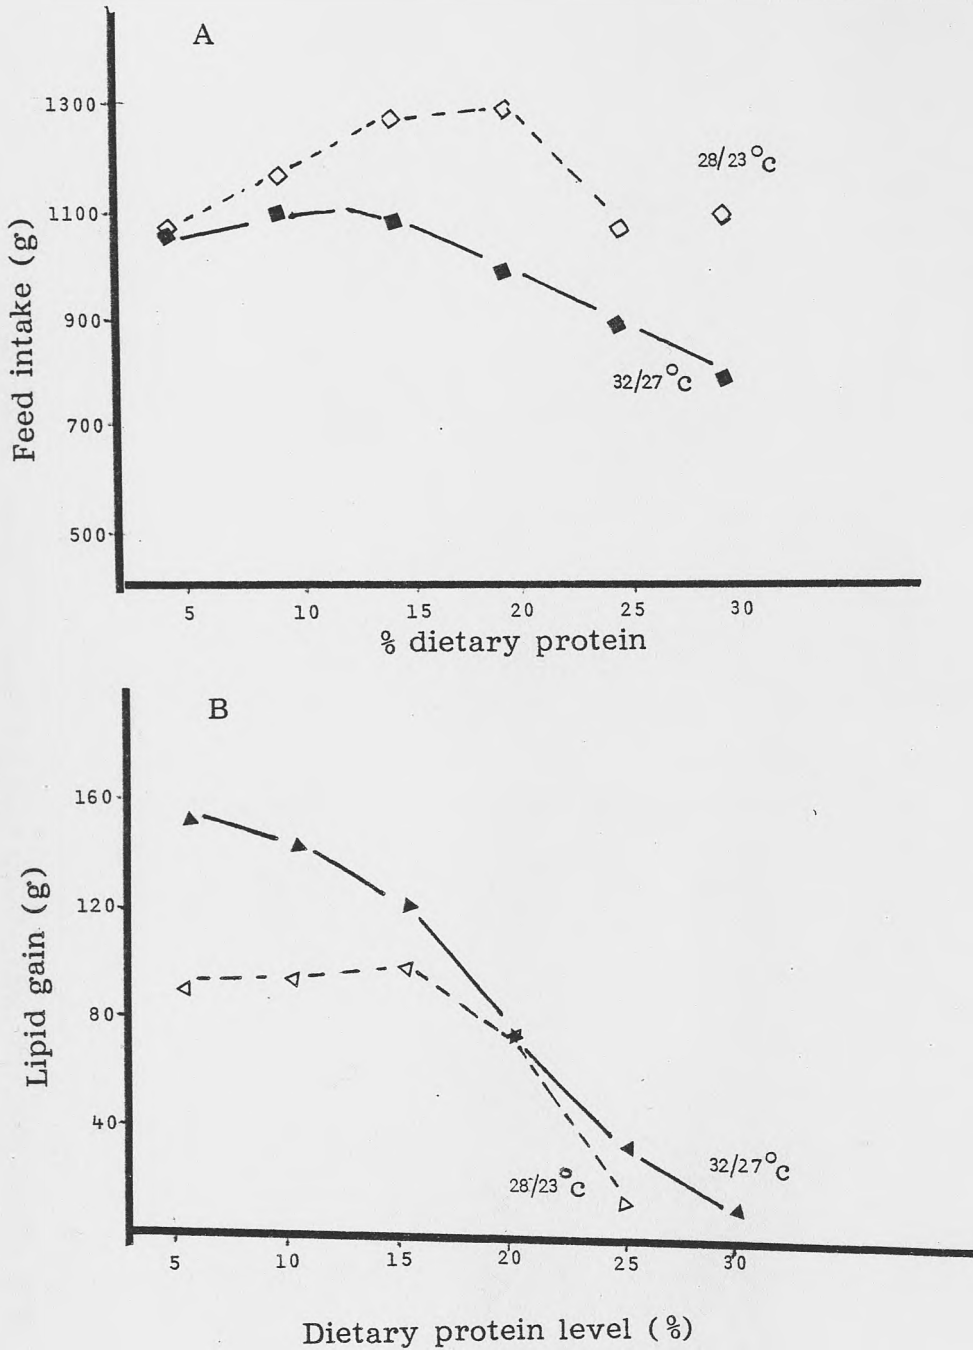 A
1300
1100
900
700
500
Feed intake (g)
28/23°C
32/27°C
5 10 15 20 25 30
% dietary protein
B
160
120
80
40
Lipid gain (g)
28/23°C
32/27°C
5 10 15 20 25 30
Dietary protein level (%)